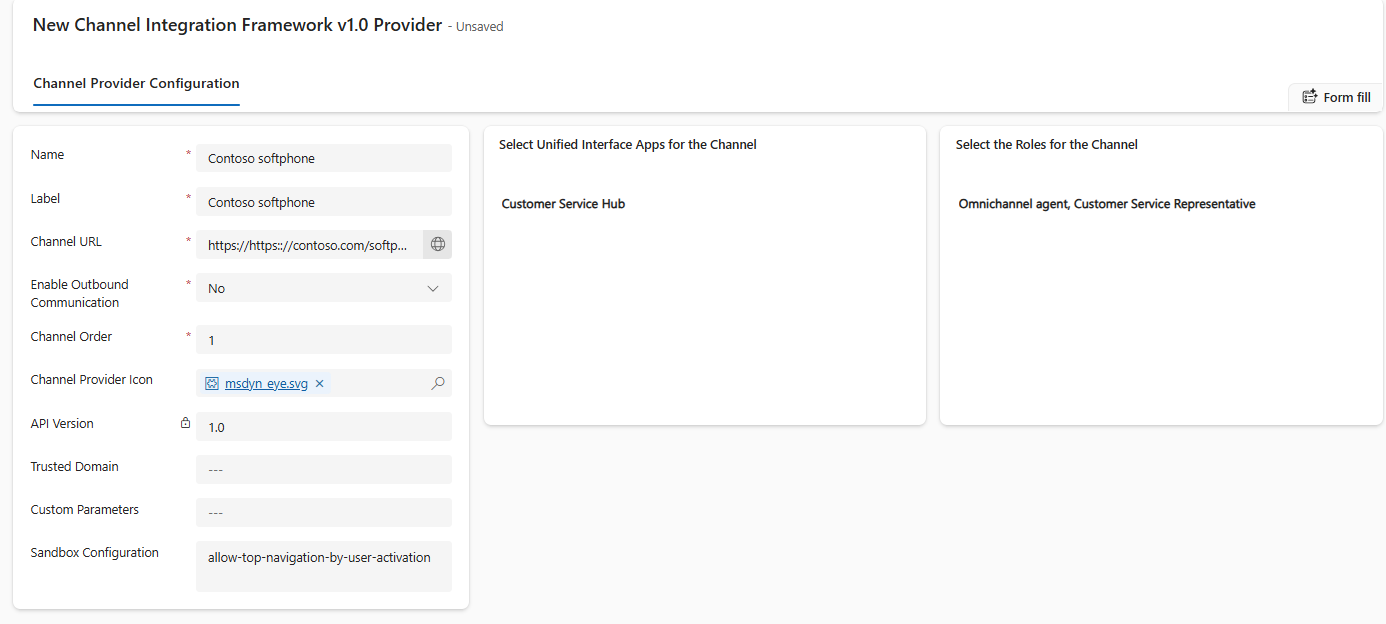 New Channel Integration Framework v1.0 Provider - Unsaved
Channel Provider Configuration
Form fill
Name * Contoso softphone
Label * Contoso softphone
Channel URL * https://https:://contoso.com/softp...
Enable Outbound
Communication * No
Channel Order * 1
Channel Provider Icon msdyn_eye.svg ×
API Version 1.0
Trusted Domain ---
Custom Parameters ---
Sandbox Configuration allow-top-navigation-by-user-activation
Select Unified Interface Apps for the Channel
Customer Service Hub
Select the Roles for the Channel
Omnichannel agent, Customer Service Representative